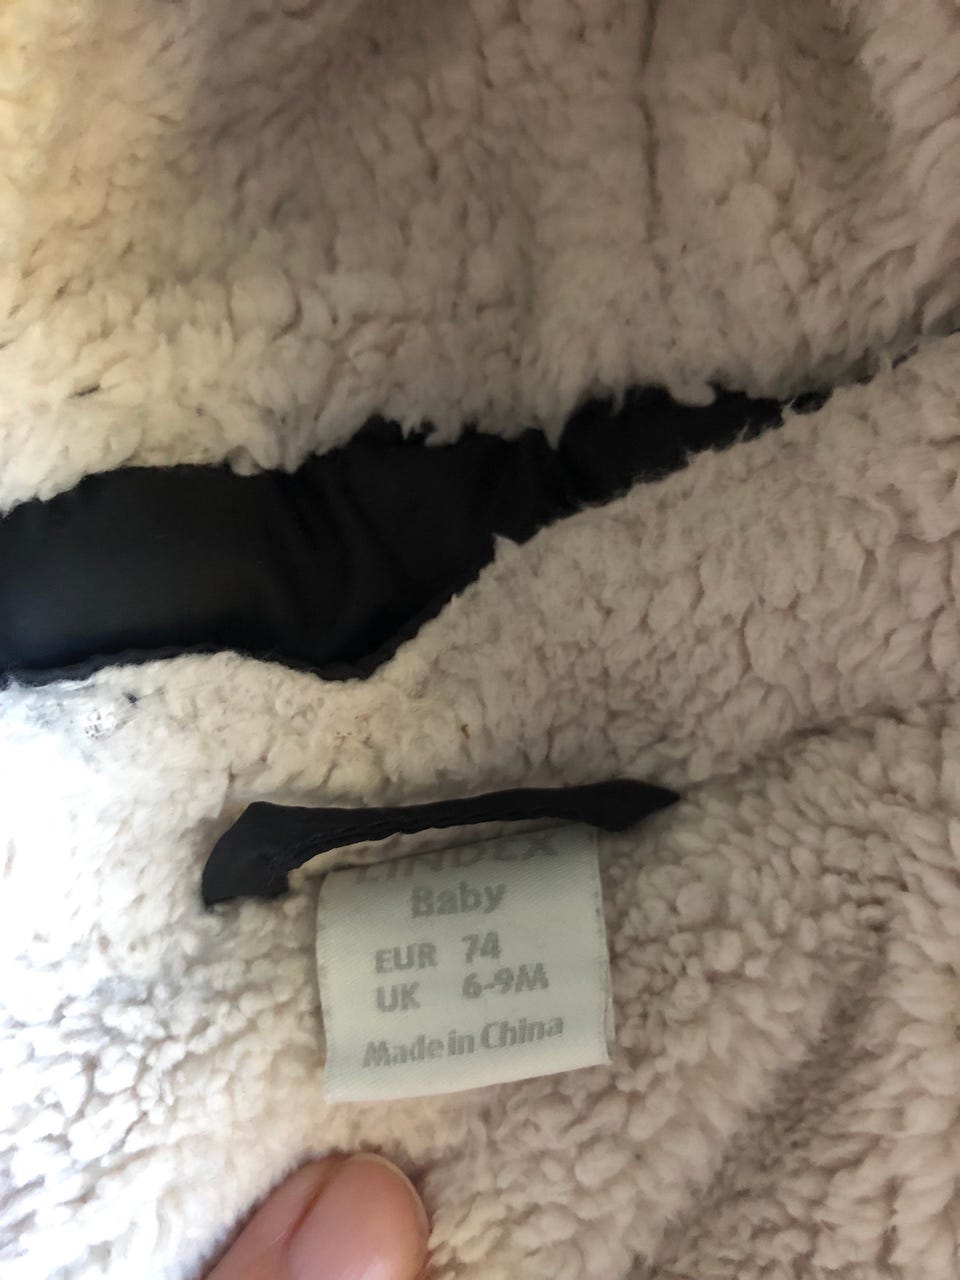 LINDEX
Baby
EUR 74
UK 6-9M
Made in China